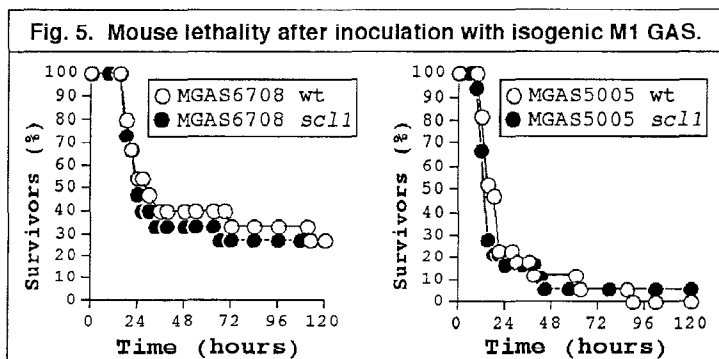 Fig. 5. Mouse lethality after inoculation with isogenic M1 GAS.
MGAS6708 wt
MGAS6708 scl1
Survivors (%)
100
90
80
70
60
50
40
30
20
10
0
0 24 48 72 96 120
Time (hours)
MGAS5005 wt
MGAS5005 scl1
Survivors (%)
100
90
80
70
60
50
40
30
20
10
0
0 24 48 72 96 120
Time (hours)